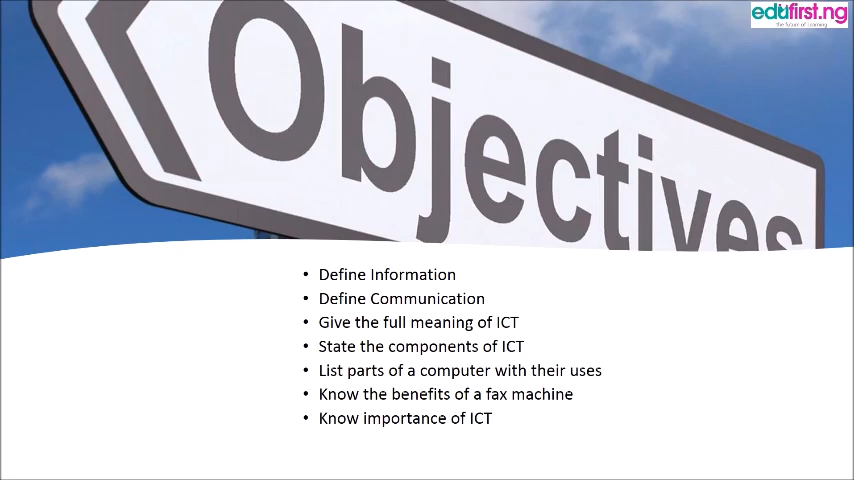 edufirst.ng
the future of learning
Objectives
• Define Information
• Define Communication
• Give the full meaning of ICT
• State the components of ICT
• List parts of a computer with their uses
• Know the benefits of a fax machine
• Know importance of ICT